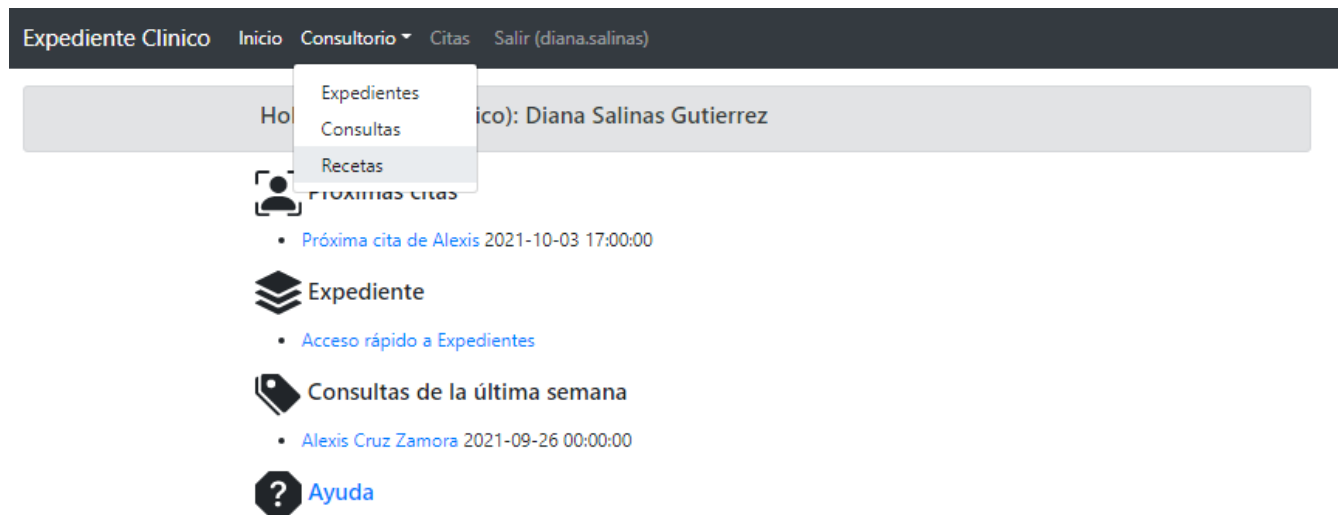 Expediente Clinico Inicio Consultorio Citas Salir (diana.salinas)
Expedientes
Consultas
Recetas
Diana Salinas Gutierrez
Próximas citas
Próxima cita de Alexis 2021-10-03 17:00:00
Expediente
Acceso rápido a Expedientes
Consultas de la última semana
Alexis Cruz Zamora 2021-09-26 00:00:00
Ayuda